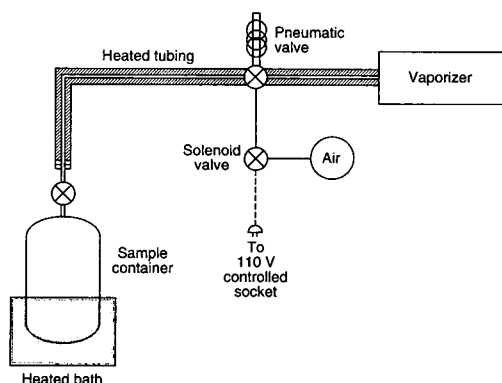 Pneumatic
valve
Heated tubing
Vaporizer
Solenoid
valve
Air
Sample
container
To
110 V
controlled
socket
Heated bath